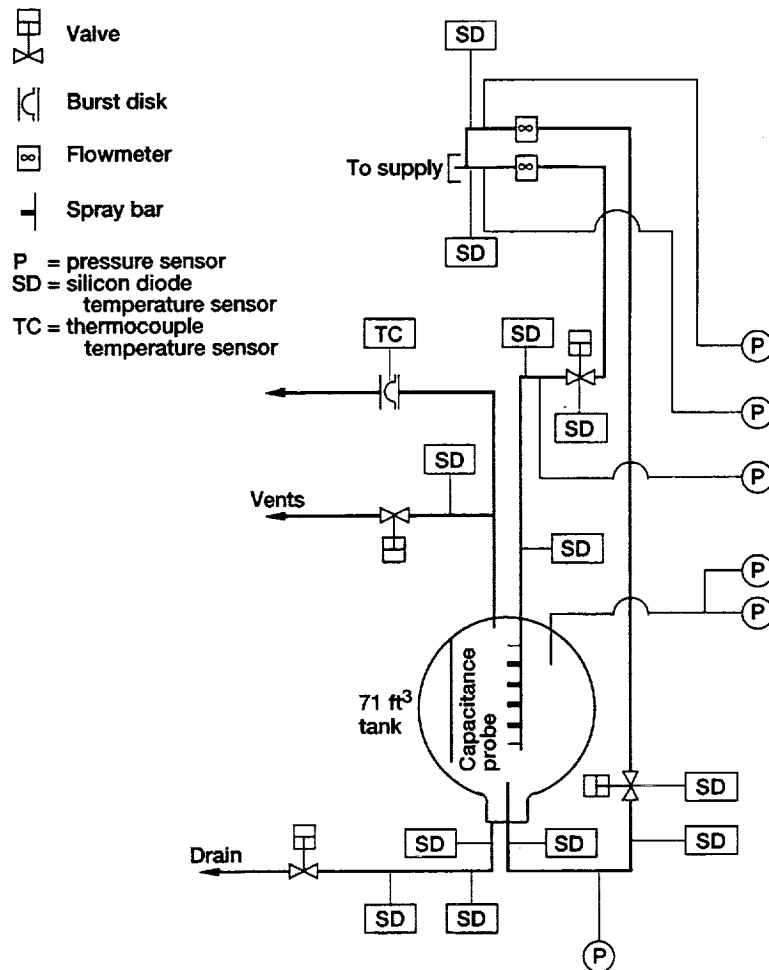 Valve
Burst disk
Flowmeter
Spray bar
P = pressure sensor
SD = silicon diode
temperature sensor
TC = thermocouple
temperature sensor
SD
∞
To supply
∞
SD
TC
SD
P
SD
P
SD
P
Vents
SD
P
P
71 ft³
tank
Capacitance
probe
SD
SD
SD
SD
Drain
SD
SD
P